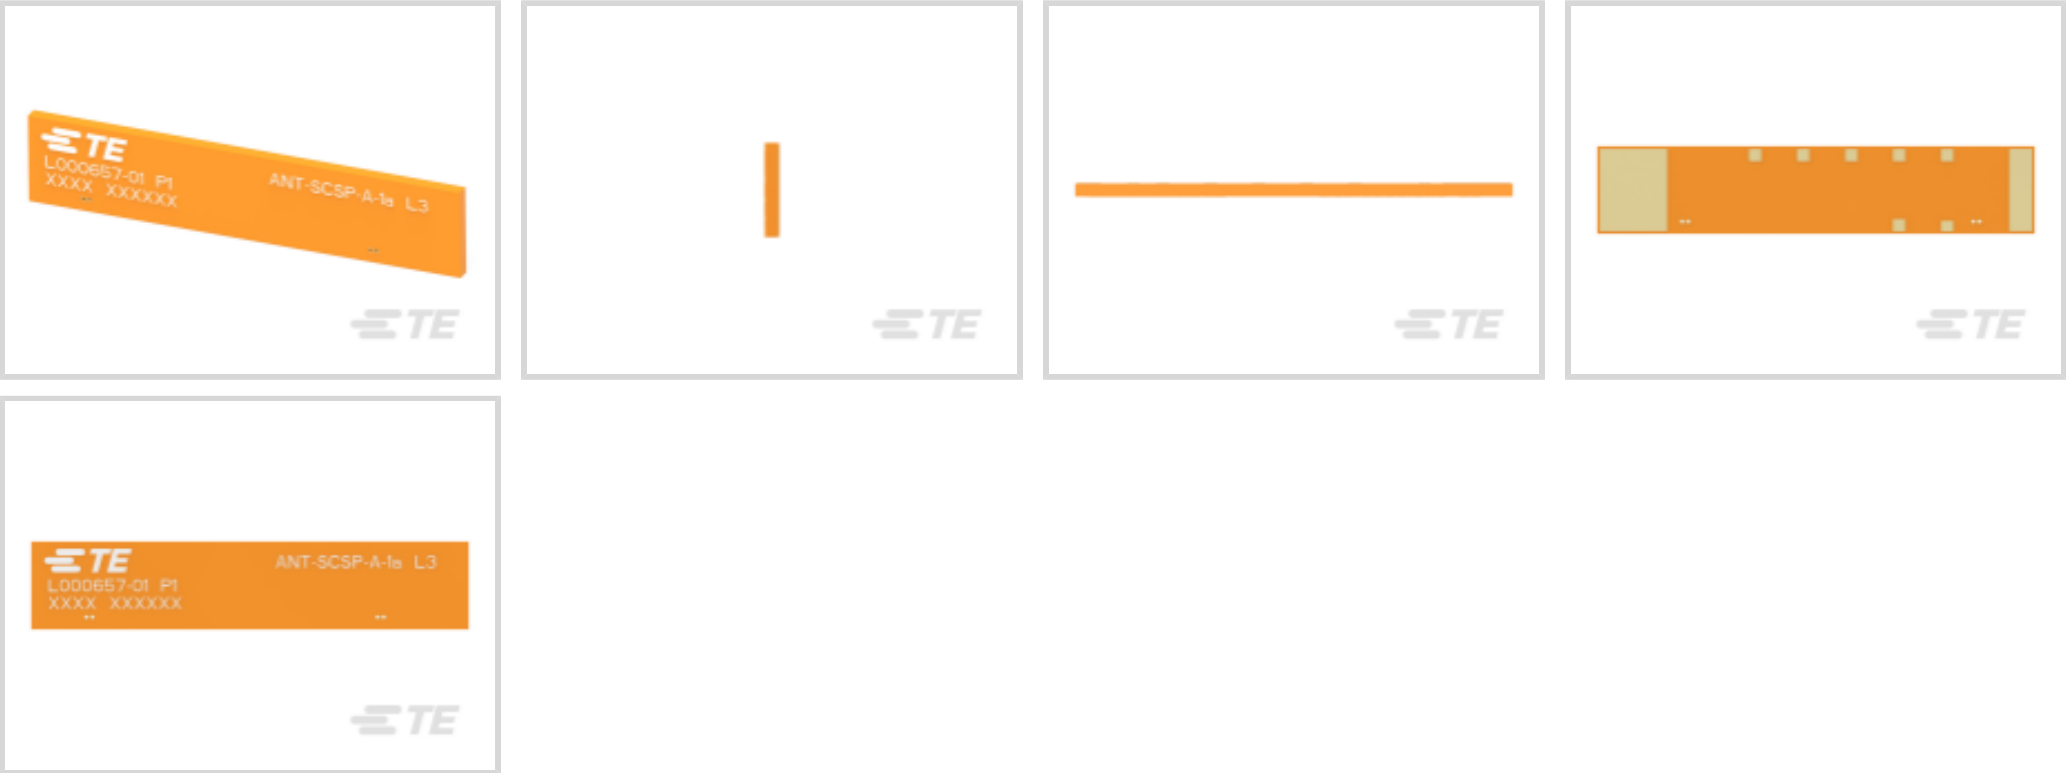 TE
L000657-01 P1
XXXX XXXXXX
ANT-SCSP-A-1a L3
TE
TE
TE
TE
TE
L000657-01 P1
XXXX XXXXXX
ANT-SCSP-A-1a L3
TE